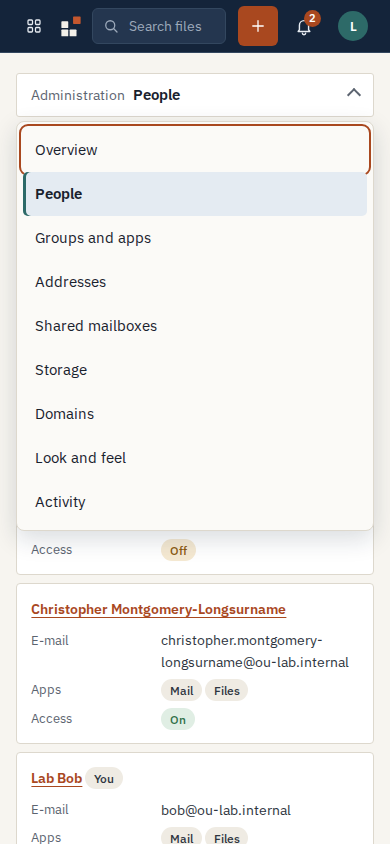 Search files
2
L
Administration People
Overview
People
Groups and apps
Addresses
Shared mailboxes
Storage
Domains
Look and feel
Activity
Access Off
Christopher Montgomery-Longsurname
E-mail christopher.montgomery-
longsurname@ou-lab.internal
Apps Mail Files
Access On
Lab Bob You
E-mail bob@ou-lab.internal
Apps Mail Files